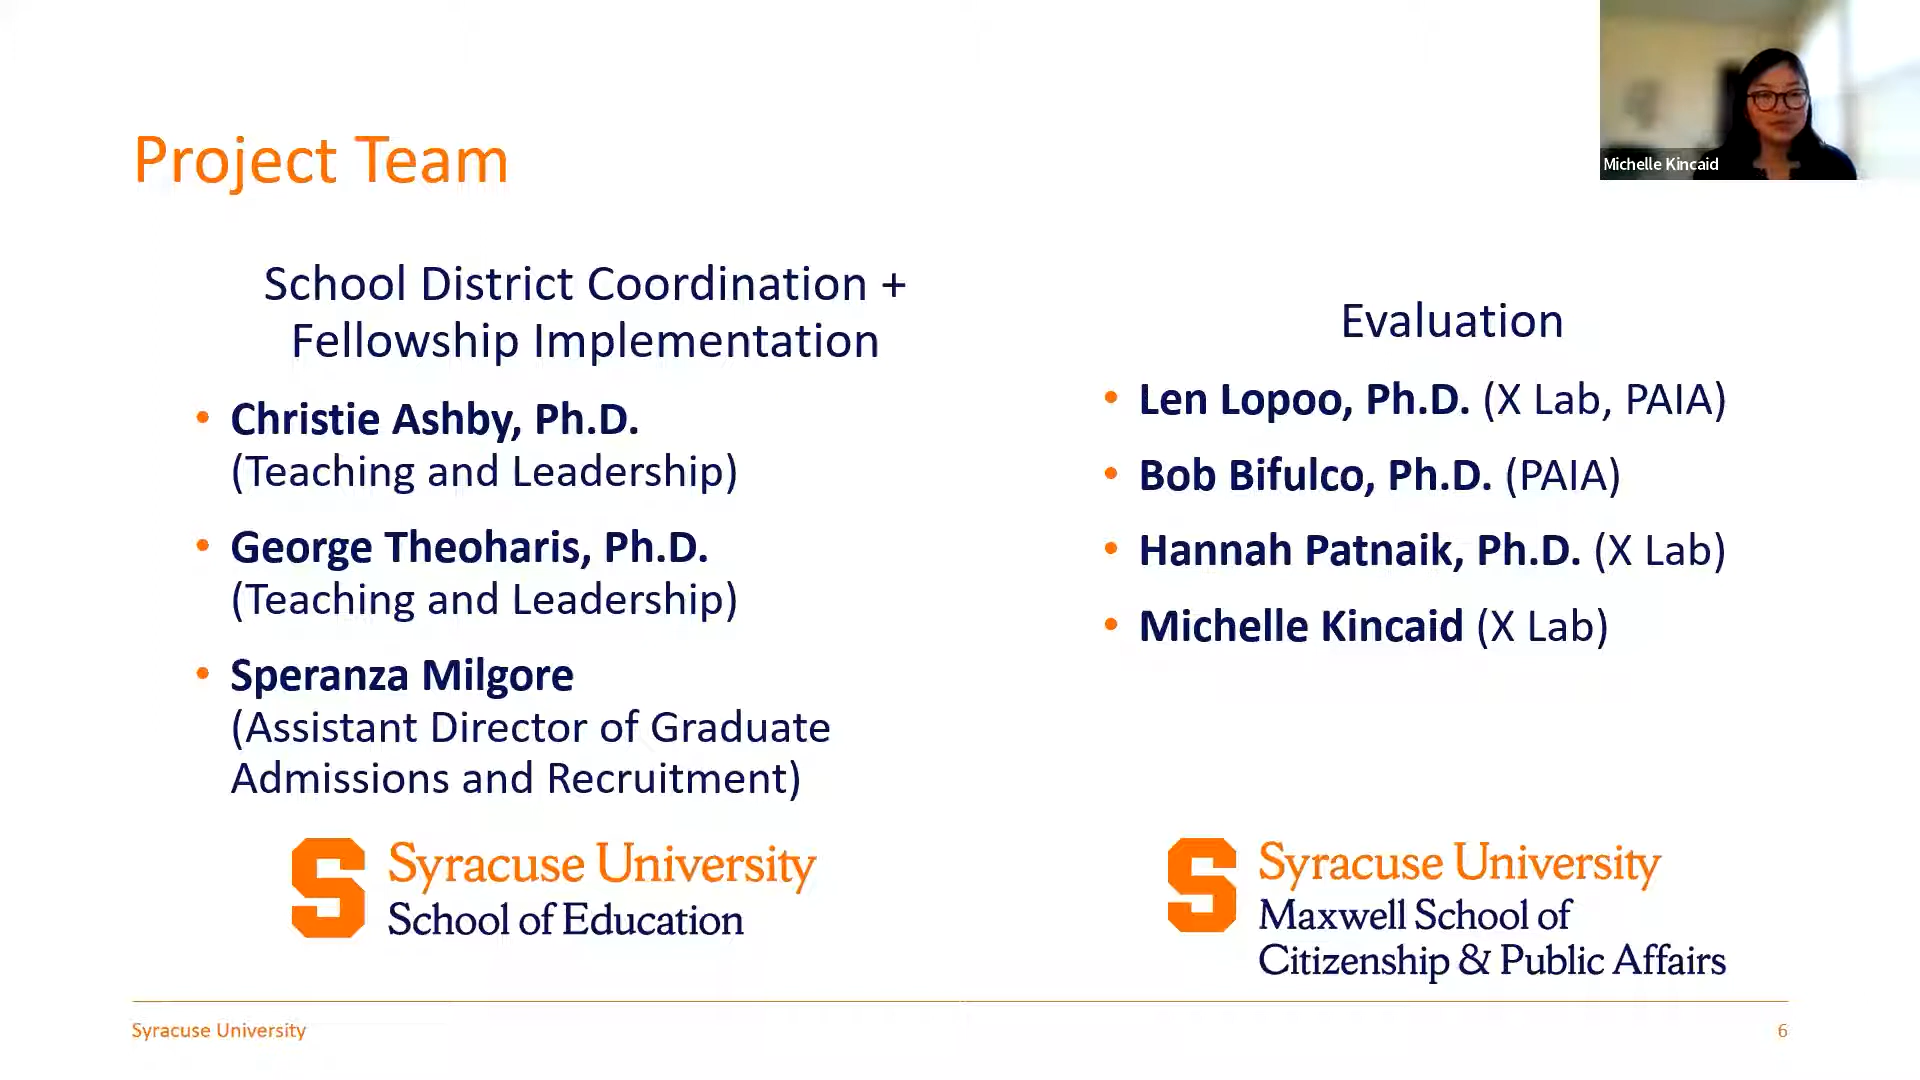 Michelle Kincaid
Project Team
School District Coordination +
Fellowship Implementation
• Christie Ashby, Ph.D.
(Teaching and Leadership)
• George Theoharis, Ph.D.
(Teaching and Leadership)
• Speranza Milgore
(Assistant Director of Graduate
Admissions and Recruitment)
S Syracuse University
School of Education
Evaluation
• Len Lopoo, Ph.D. (X Lab, PAIA)
• Bob Bifulco, Ph.D. (PAIA)
• Hannah Patnaik, Ph.D. (X Lab)
• Michelle Kincaid (X Lab)
S Syracuse University
Maxwell School of
Citizenship & Public Affairs
Syracuse University
6